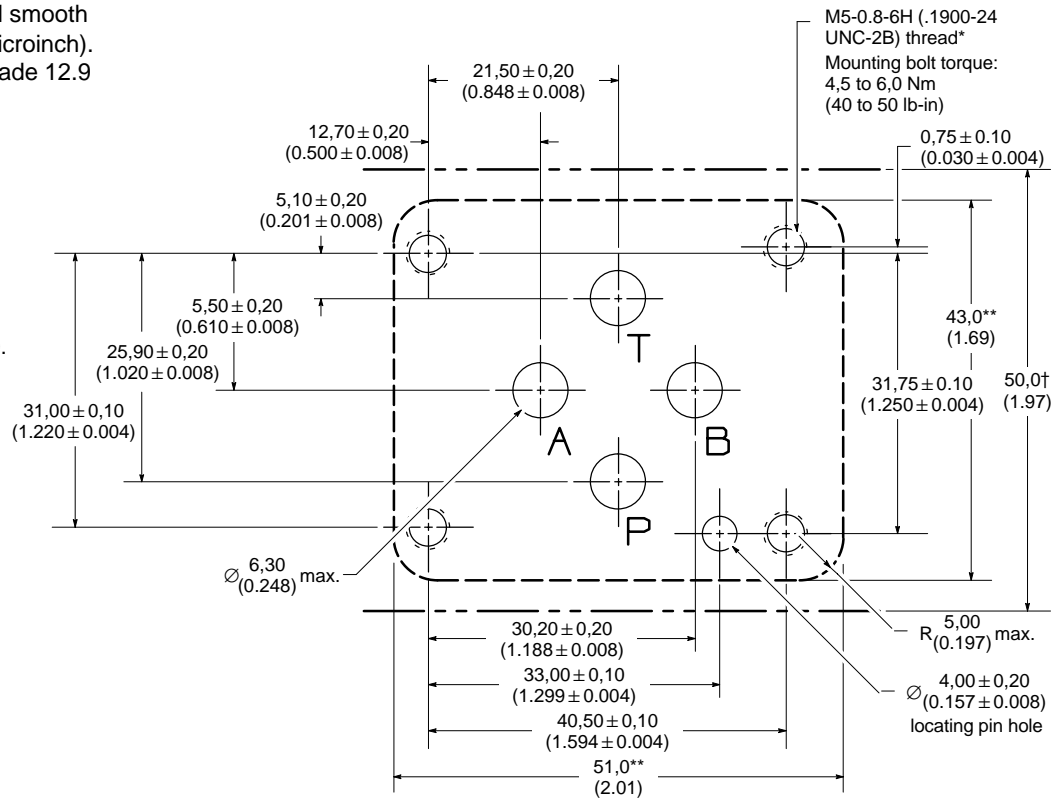 l smooth
icroinch).
ade 12.9
M5-0.8-6H (.1900-24
UNC-2B) thread*
Mounting bolt torque:
4,5 to 6,0 Nm
(40 to 50 lb-in)
21,50 ± 0,20
(0.848 ± 0.008)
12,70 ± 0,20
(0.500 ± 0.008)
0,75 ± 0.10
(0.030 ± 0.004)
5,10 ± 0,20
(0.201 ± 0.008)
5,50 ± 0,20
(0.610 ± 0.008)
.
25,90 ± 0,20
(1.020 ± 0.008)
31,00 ± 0,10
(1.220 ± 0.004)
43,0**
(1.69)
31,75 ± 0.10
(1.250 ± 0.004)
50,0†
(1.97)
T
A
B
P
∅ 6,30 max.
(0.248)
R 5,00 max.
(0.197)
∅ 4,00 ± 0,20
(0.157 ± 0.008)
locating pin hole
30,20 ± 0,20
(1.188 ± 0.008)
33,00 ± 0,10
(1.299 ± 0.004)
40,50 ± 0,10
(1.594 ± 0.004)
51,0**
(2.01)